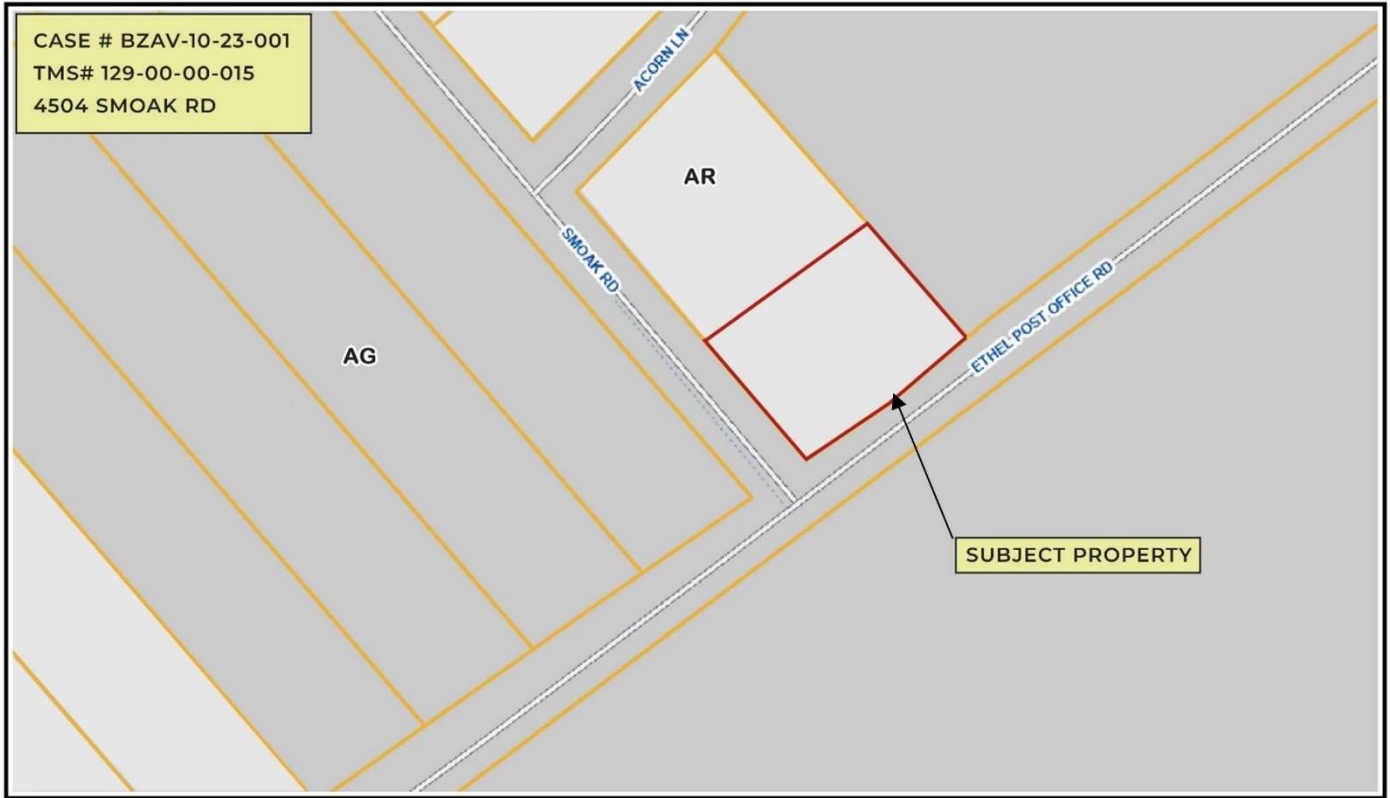 CASE # BZAV-10-23-001
TMS# 129-00-00-015
4504 SMOAK RD
ACORN LN
AR
SMOAK RD
ETHEL POST OFFICE RD
AG
SUBJECT PROPERTY